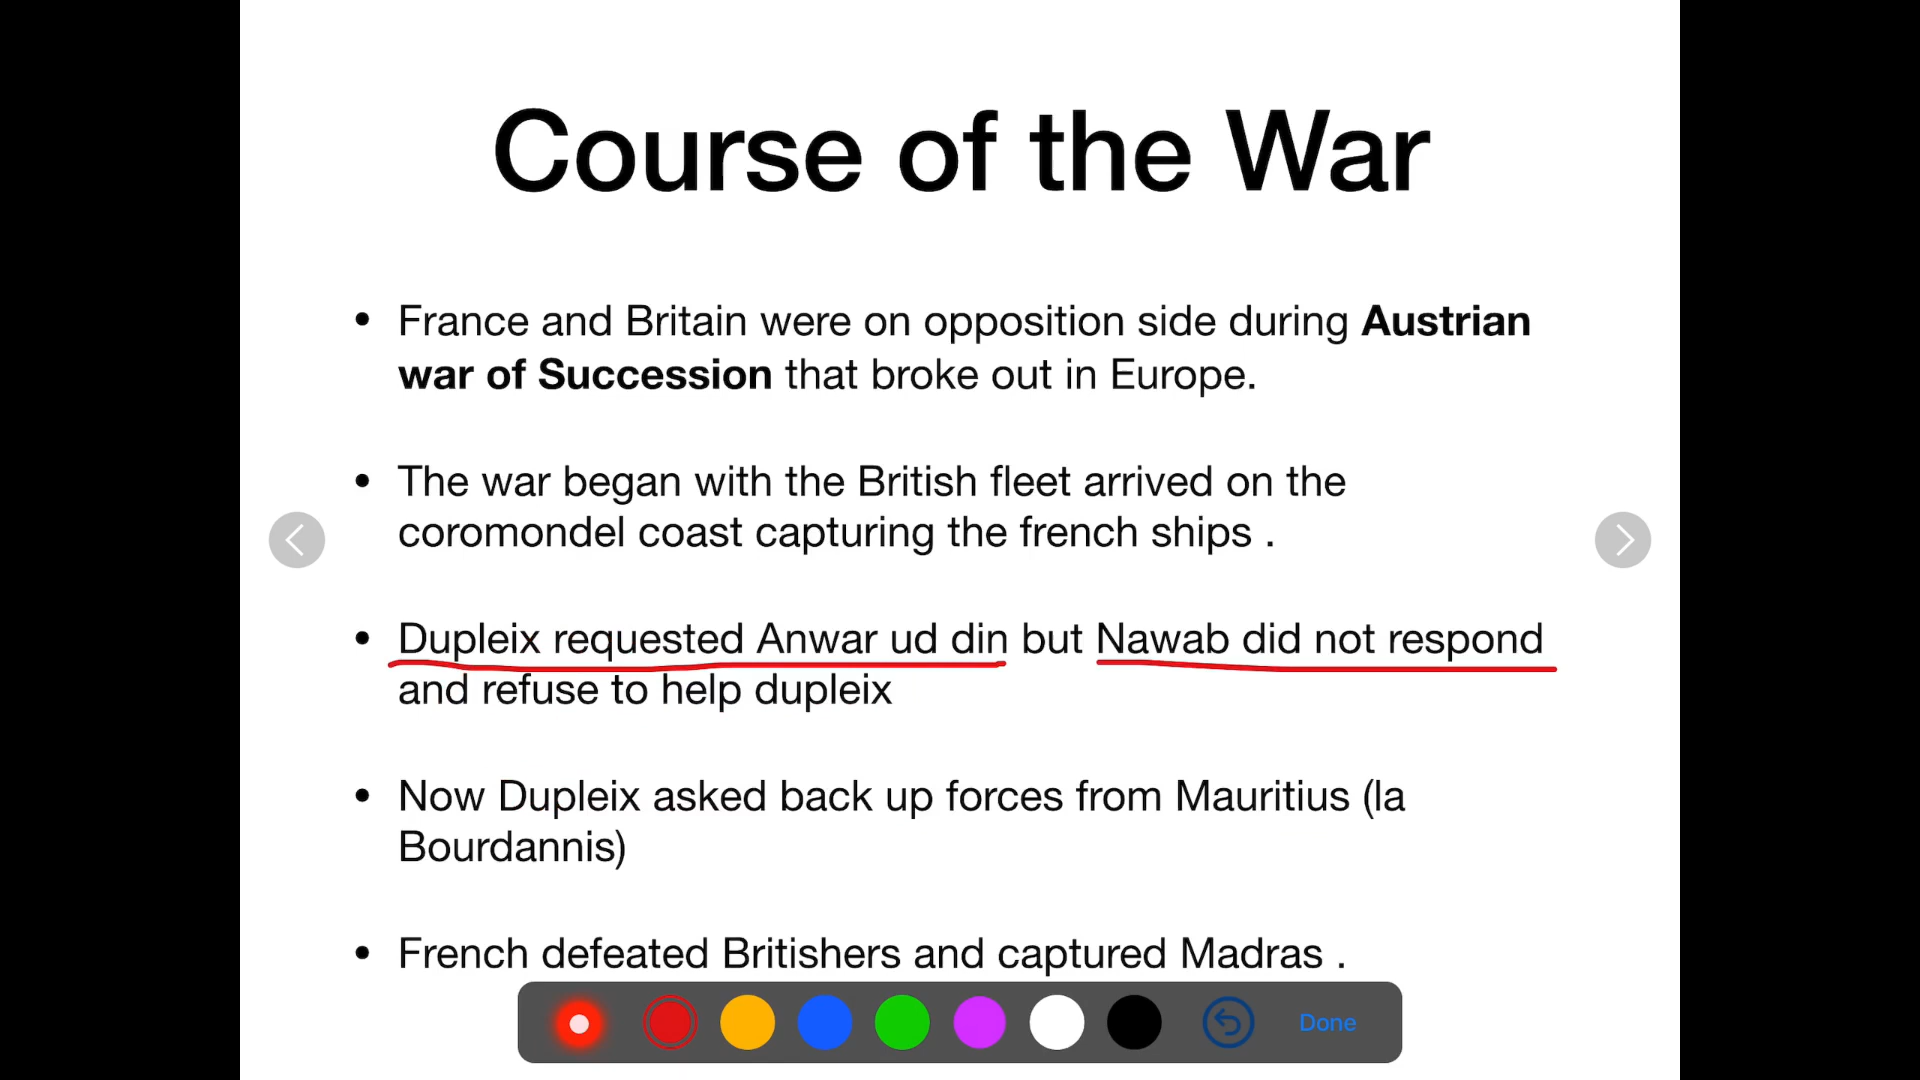 Course of the War
• France and Britain were on opposition side during Austrian
war of Succession that broke out in Europe.
• The war began with the British fleet arrived on the
coromondel coast capturing the french ships .
• Dupleix requested Anwar ud din but Nawab did not respond
and refuse to help dupleix
• Now Dupleix asked back up forces from Mauritius (la
Bourdannis)
• French defeated Britishers and captured Madras .
Done